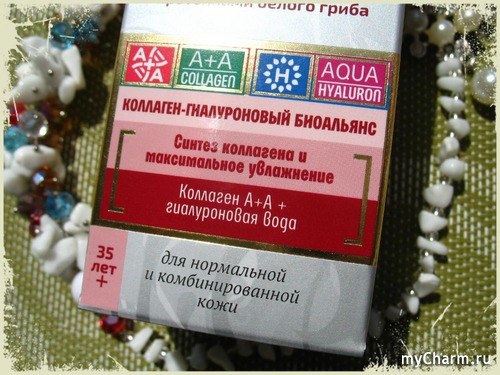 белого гриба
A+A
A+A
COLLAGEN
H
AQUA
HYALURON
КОЛЛАГЕН-ГИАЛУРОНОВЫЙ БИОАЛЬЯНС
Синтез коллагена и
максимальное увлажнение
Коллаген А+А +
гиалуроновая вода
35
лет
+
для нормальной
и комбинированной
кожи
myCharm.ru